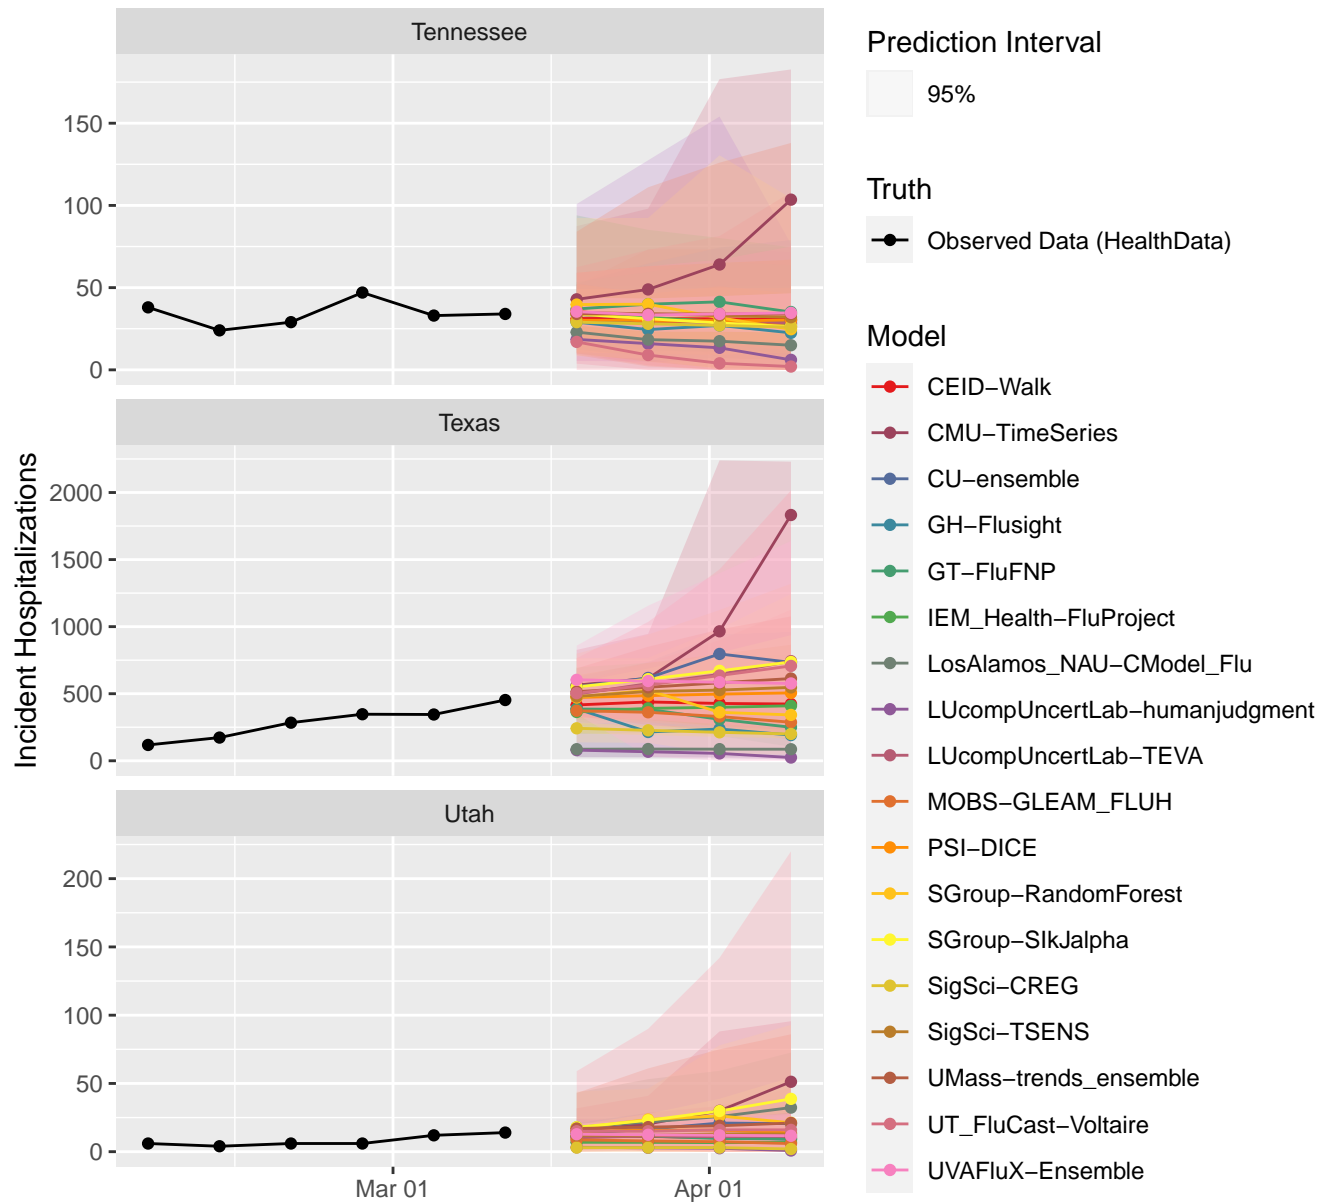 Tennessee
150
100
50
0
Texas
2000
1500
1000
500
0
Utah
200
150
100
50
0
Mar 01
Apr 01
Incident Hospitalizations
Prediction Interval
95%
Truth
Observed Data (HealthData)
Model
CEID−Walk
CMU−TimeSeries
CU−ensemble
GH−Flusight
GT−FluFNP
IEM_Health−FluProject
LosAlamos_NAU−CModel_Flu
LUcompUncertLab−humanjudgment
LUcompUncertLab−TEVA
MOBS−GLEAM_FLUH
PSI−DICE
SGroup−RandomForest
SGroup−SIkJalpha
SigSci−CREG
SigSci−TSENS
UMass−trends_ensemble
UT_FluCast−Voltaire
UVAFluX−Ensemble